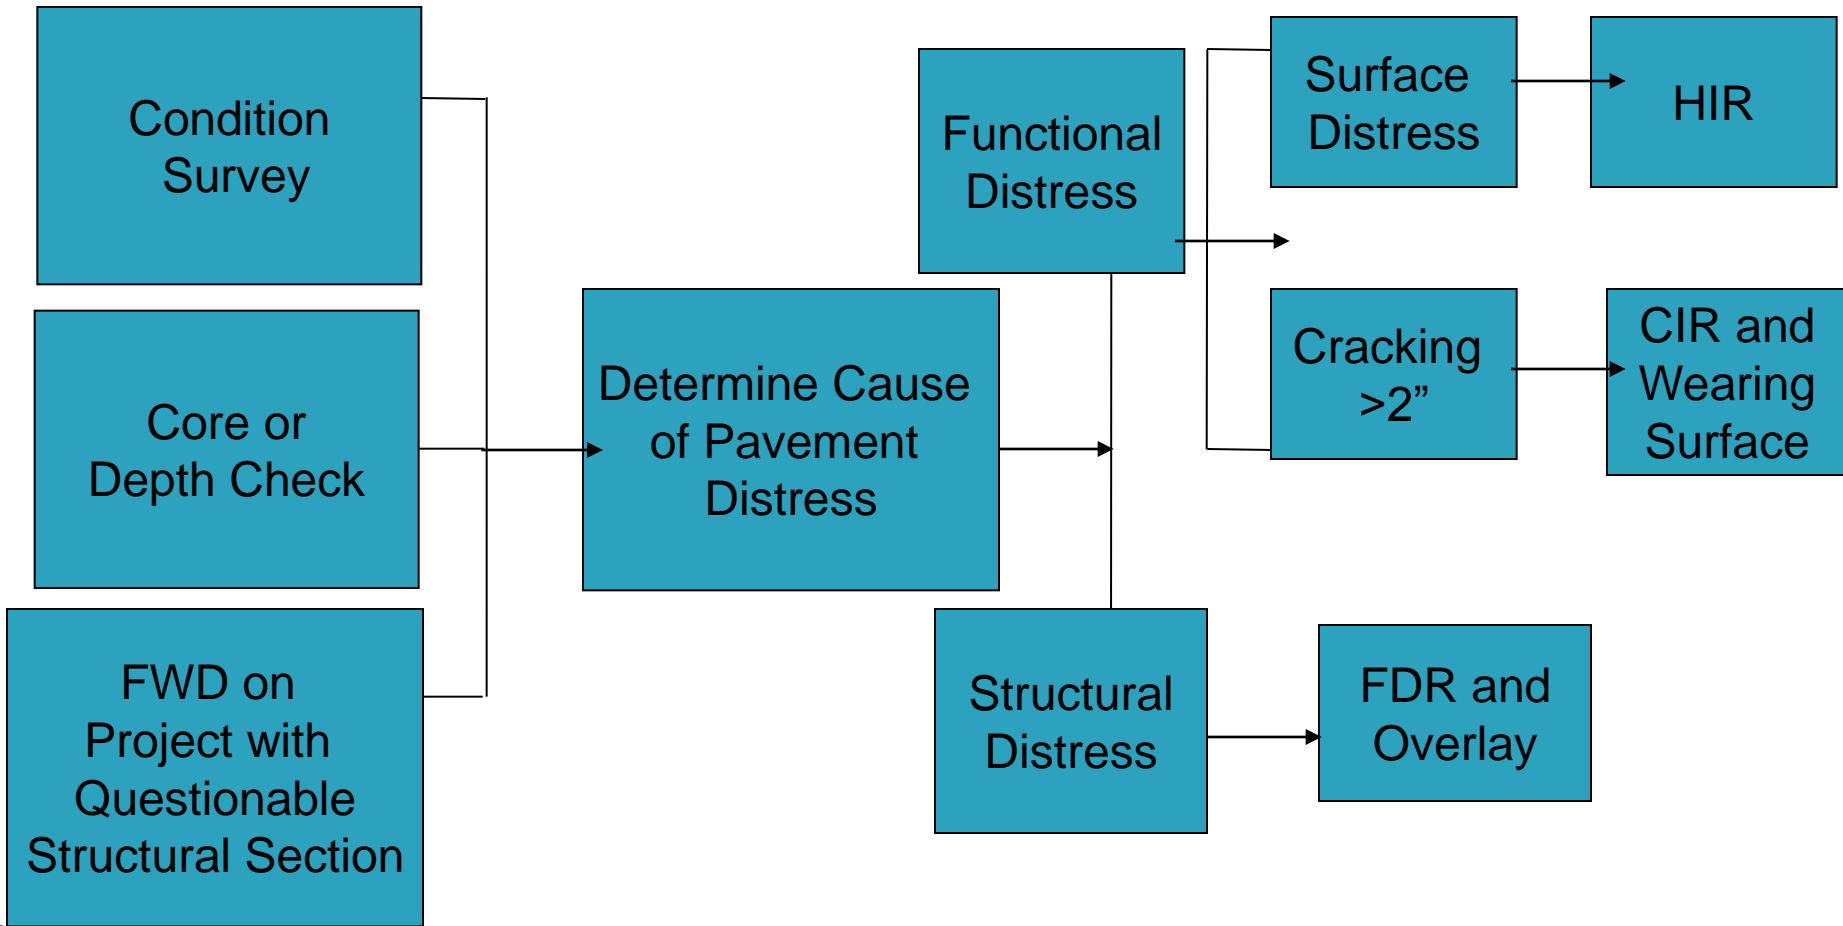 Condition
Survey
Core or
Depth Check
FWD on
Project with
Questionable
Structural Section
Determine Cause
of Pavement
Distress
Functional
Distress
Structural
Distress
Surface
Distress
HIR
Cracking
>2”
CIR and
Wearing
Surface
FDR and
Overlay